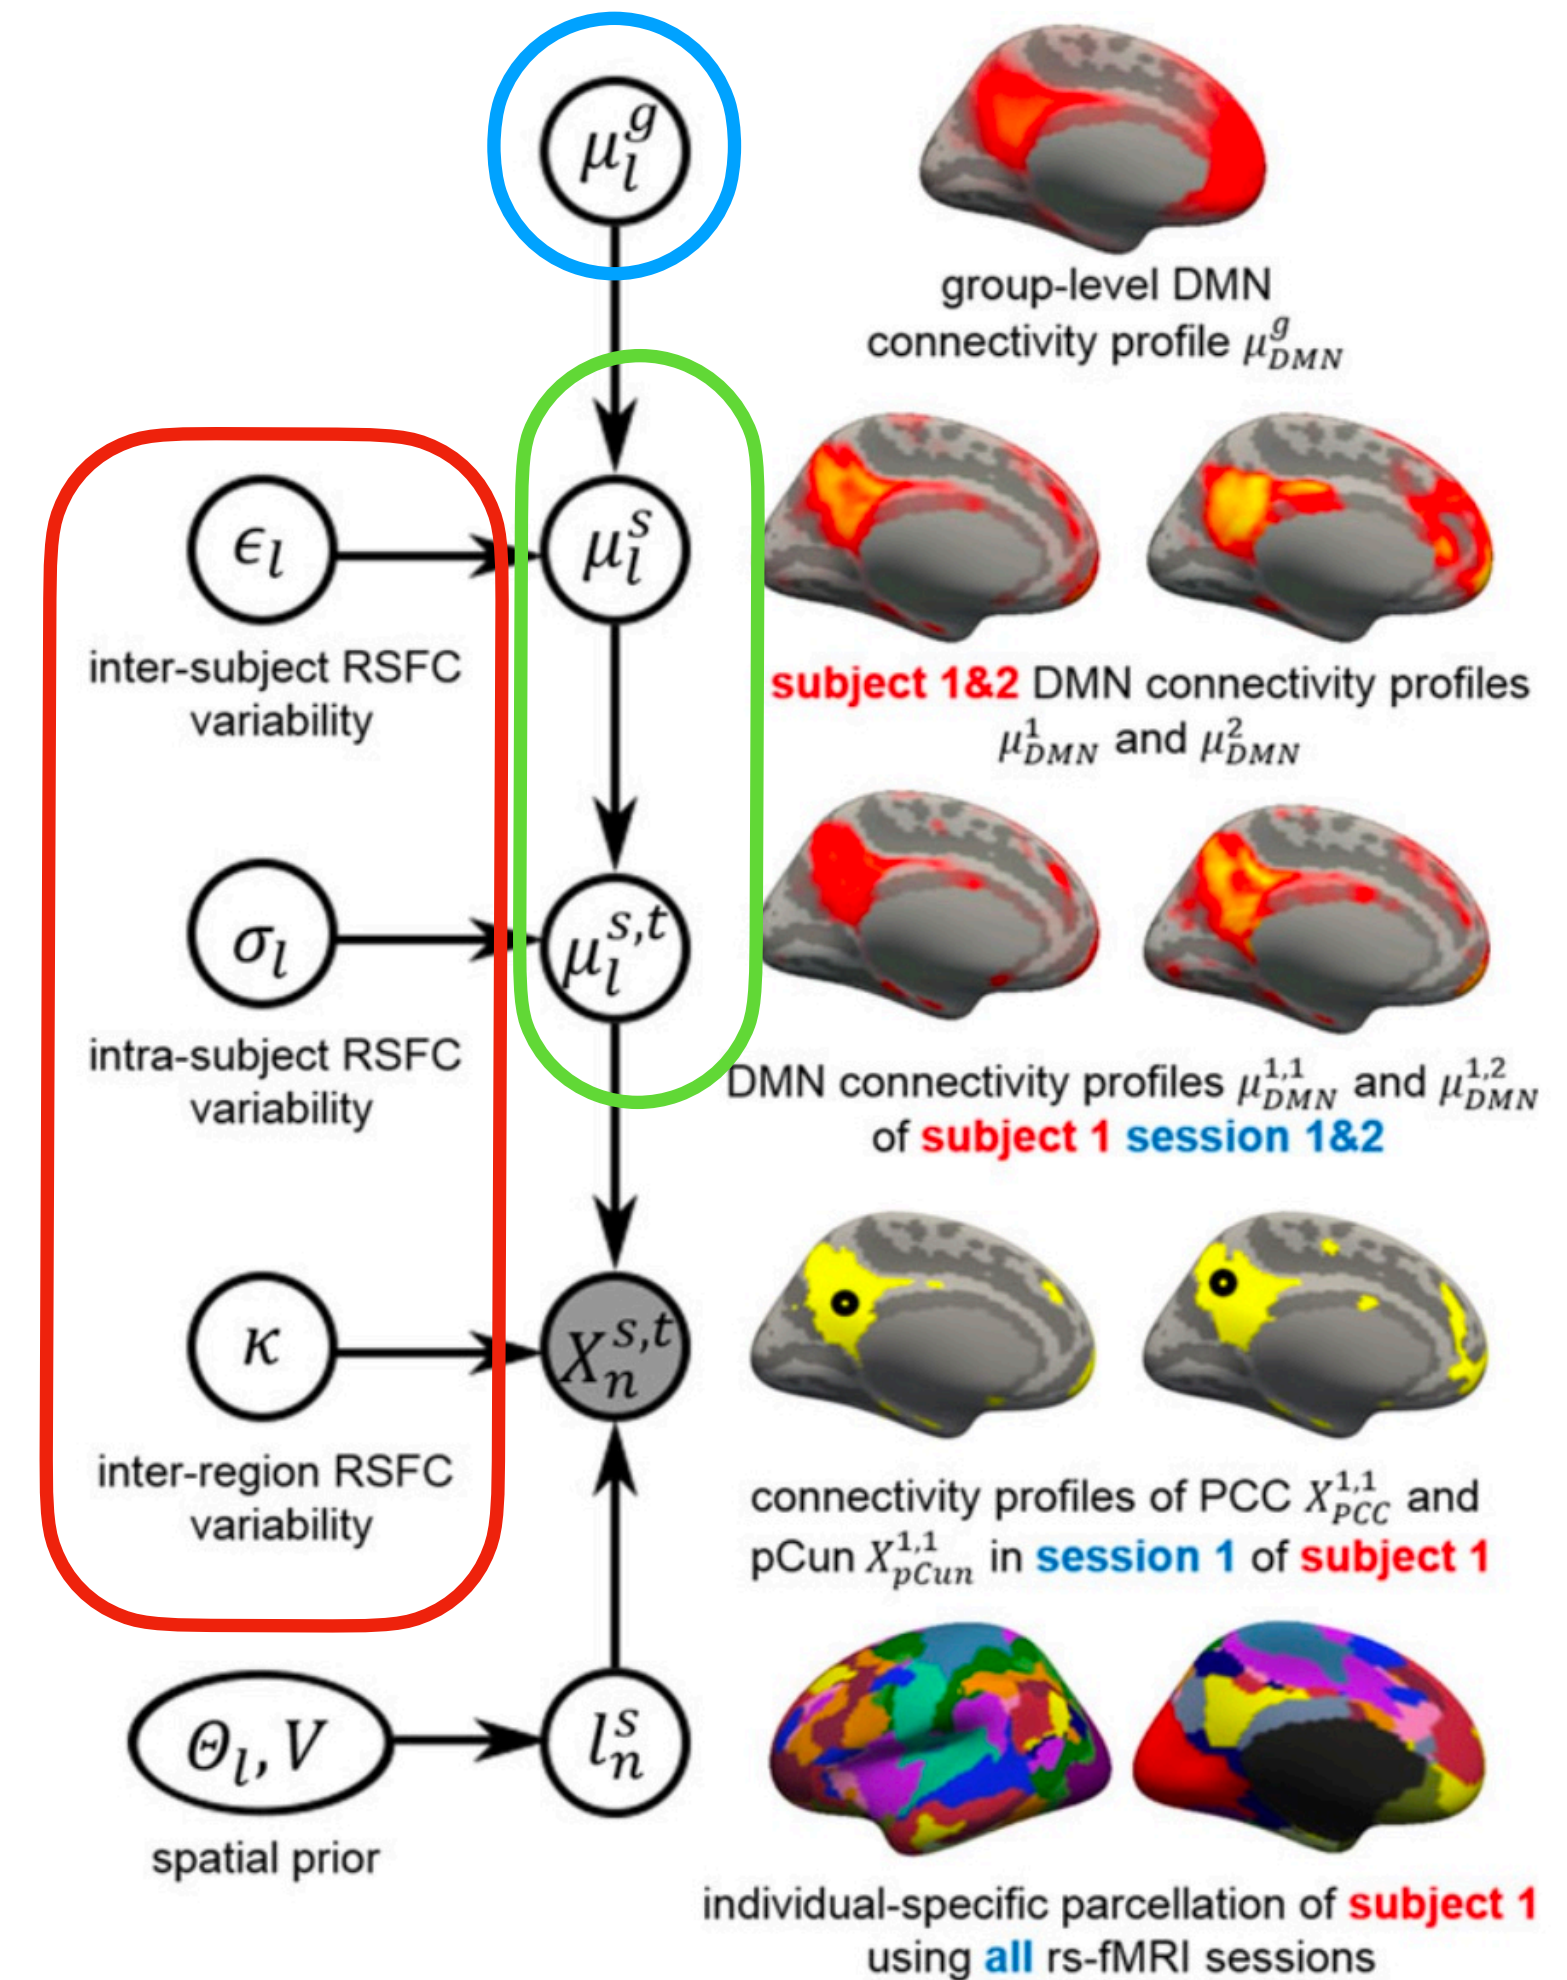 μ_l^g
group-level DMN
connectivity profile μ_DMN^g
ϵ_l
μ_l^s
inter-subject RSFC
variability
subject 1&2 DMN connectivity profiles
μ_DMN^1 and μ_DMN^2
σ_l
μ_l^{s,t}
intra-subject RSFC
variability
DMN connectivity profiles μ_DMN^{1,1} and μ_DMN^{1,2}
of subject 1 session 1&2
κ
X_n^{s,t}
inter-region RSFC
variability
connectivity profiles of PCC X_PCC^{1,1} and
pCun X_pCun^{1,1} in session 1 of subject 1
Θ_l, V
l_n^s
spatial prior
individual-specific parcellation of subject 1
using all rs-fMRI sessions